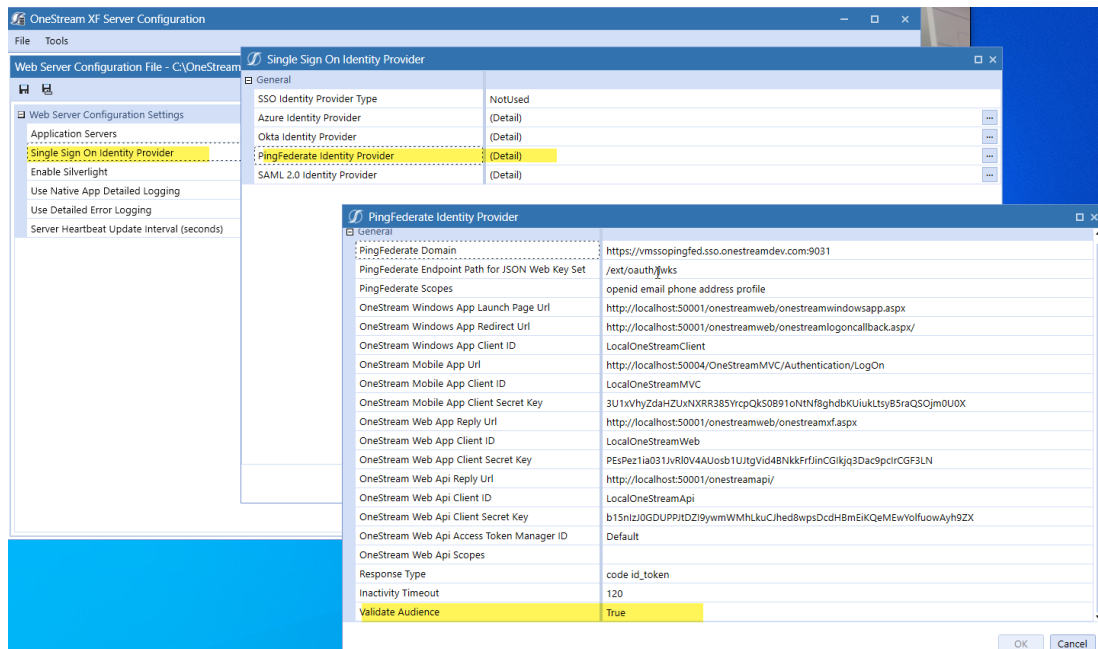 OneStream XF Server Configuration
File Tools
Web Server Configuration File - C:\OneStream
Web Server Configuration Settings
Application Servers
Single Sign On Identity Provider
Enable Silverlight
Use Native App Detailed Logging
Use Detailed Error Logging
Server Heartbeat Update Interval (seconds)
Single Sign On Identity Provider
General
SSO Identity Provider Type NotUsed
Azure Identity Provider (Detail) ...
Okta Identity Provider (Detail) ...
PingFederate Identity Provider (Detail) ...
SAML 2.0 Identity Provider (Detail) ...
PingFederate Identity Provider
General
PingFederate Domain https://vmssopingfed.sso.onestreamdev.com:9031
PingFederate Endpoint Path for JSON Web Key Set /ext/oauth/jwks
PingFederate Scopes openid email phone address profile
OneStream Windows App Launch Page Url http://localhost:50001/onestreamweb/onestreamwindowsapp.aspx
OneStream Windows App Redirect Url http://localhost:50001/onestreamweb/onestreamlogoncallback.aspx/
OneStream Windows App Client ID LocalOneStreamClient
OneStream Mobile App Url http://localhost:50004/OneStreamMVC/Authentication/LogOn
OneStream Mobile App Client ID LocalOneStreamMVC
OneStream Mobile App Client Secret Key
OneStream Web App Reply Url http://localhost:50001/onestreamweb/onestreamxf.aspx
OneStream Web App Client ID LocalOneStreamWeb
OneStream Web App Client Secret Key
OneStream Web Api Reply Url http://localhost:50001/onestreamapi/
OneStream Web Api Client ID LocalOneStreamApi
OneStream Web Api Client Secret Key
OneStream Web Api Access Token Manager ID Default
OneStream Web Api Scopes
Response Type code id_token
Inactivity Timeout 120
Validate Audience True
OK Cancel